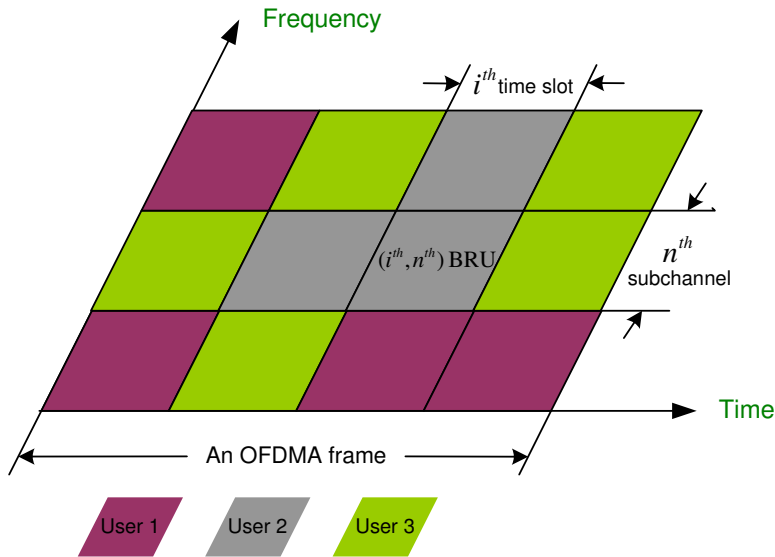 Frequency
i^th time slot
(i^th, n^th) BRU
n^th
subchannel
Time
An OFDMA frame
User 1
User 2
User 3